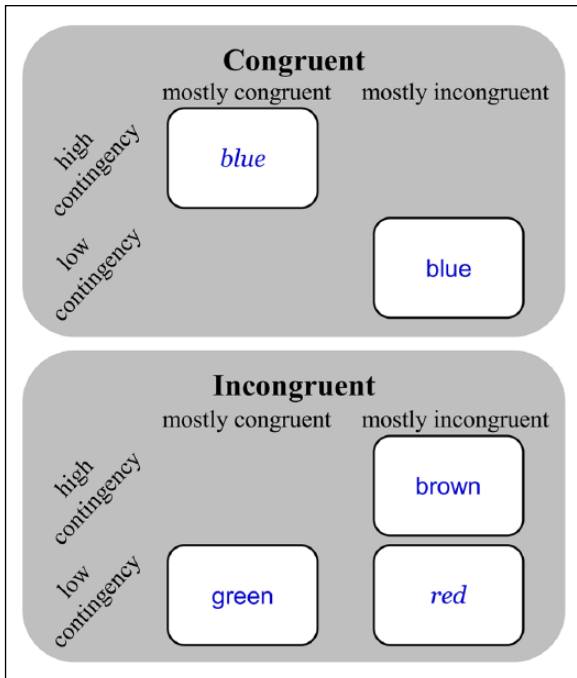 Congruent
mostly congruent mostly incongruent
high
contingency
blue
low
contingency
blue
Incongruent
mostly congruent mostly incongruent
high
contingency
brown
low
contingency
green red